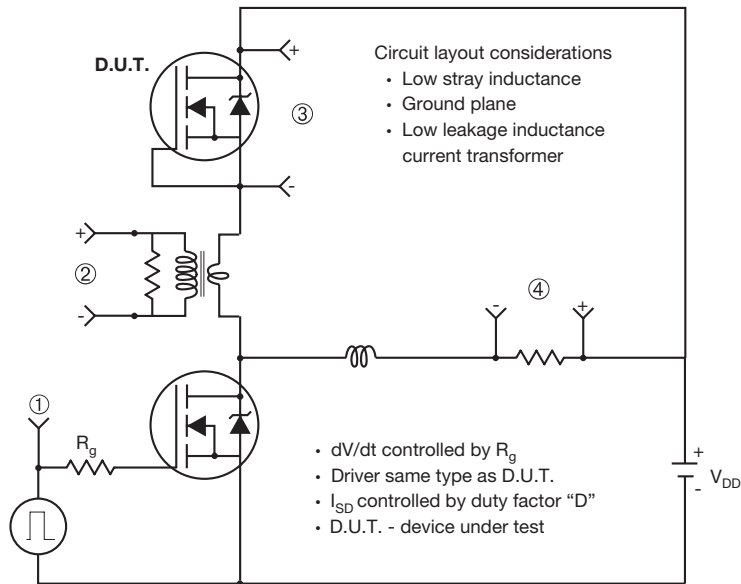 D.U.T.
+
③
-
Circuit layout considerations
• Low stray inductance
• Ground plane
• Low leakage inductance
current transformer
+
②
-
④
-
+
①
Rg
• dV/dt controlled by Rg
• Driver same type as D.U.T.
• ISD controlled by duty factor “D”
• D.U.T. - device under test
+
-
VDD